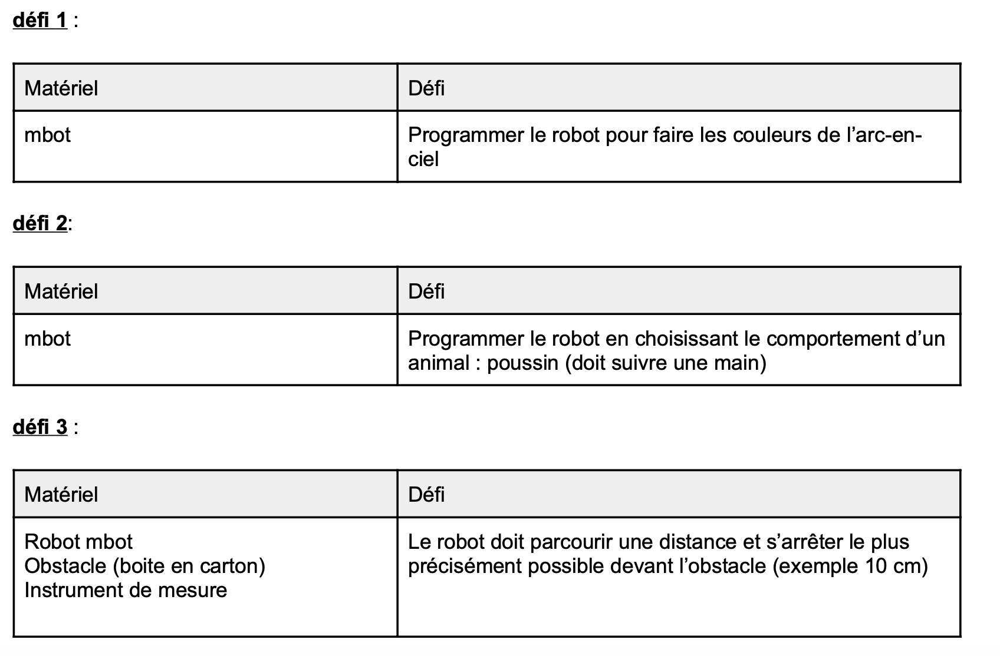 défi 1 :
Matériel
Défi
mbot
Programmer le robot pour faire les couleurs de l’arc-en-
ciel
défi 2:
Matériel
Défi
mbot
Programmer le robot en choisissant le comportement d’un
animal : poussin (doit suivre une main)
défi 3 :
Matériel
Défi
Robot mbot
Obstacle (boite en carton)
Instrument de mesure
Le robot doit parcourir une distance et s’arrêter le plus
précisément possible devant l’obstacle (exemple 10 cm)